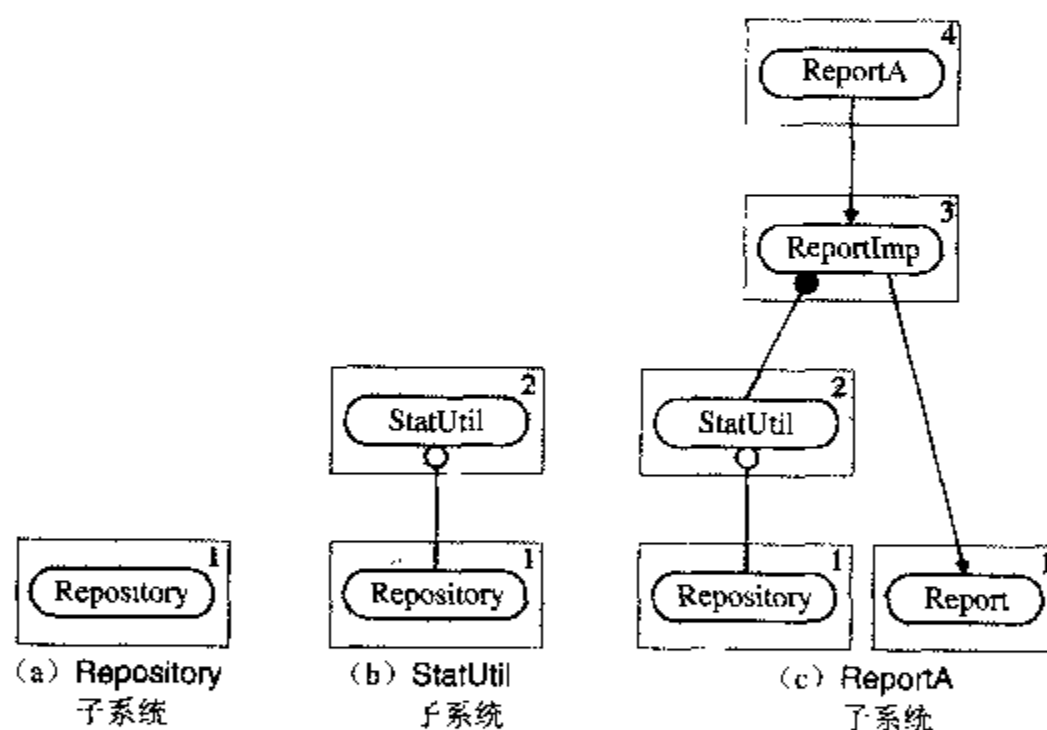 4
ReportA
3
ReportImp
2
StatUtil
2
StatUtil
1
Repository
1
Repository
1
Repository
1
Report
(a) Repository
子系统
(b) StatUtil
子系统
(c) ReportA
子系统